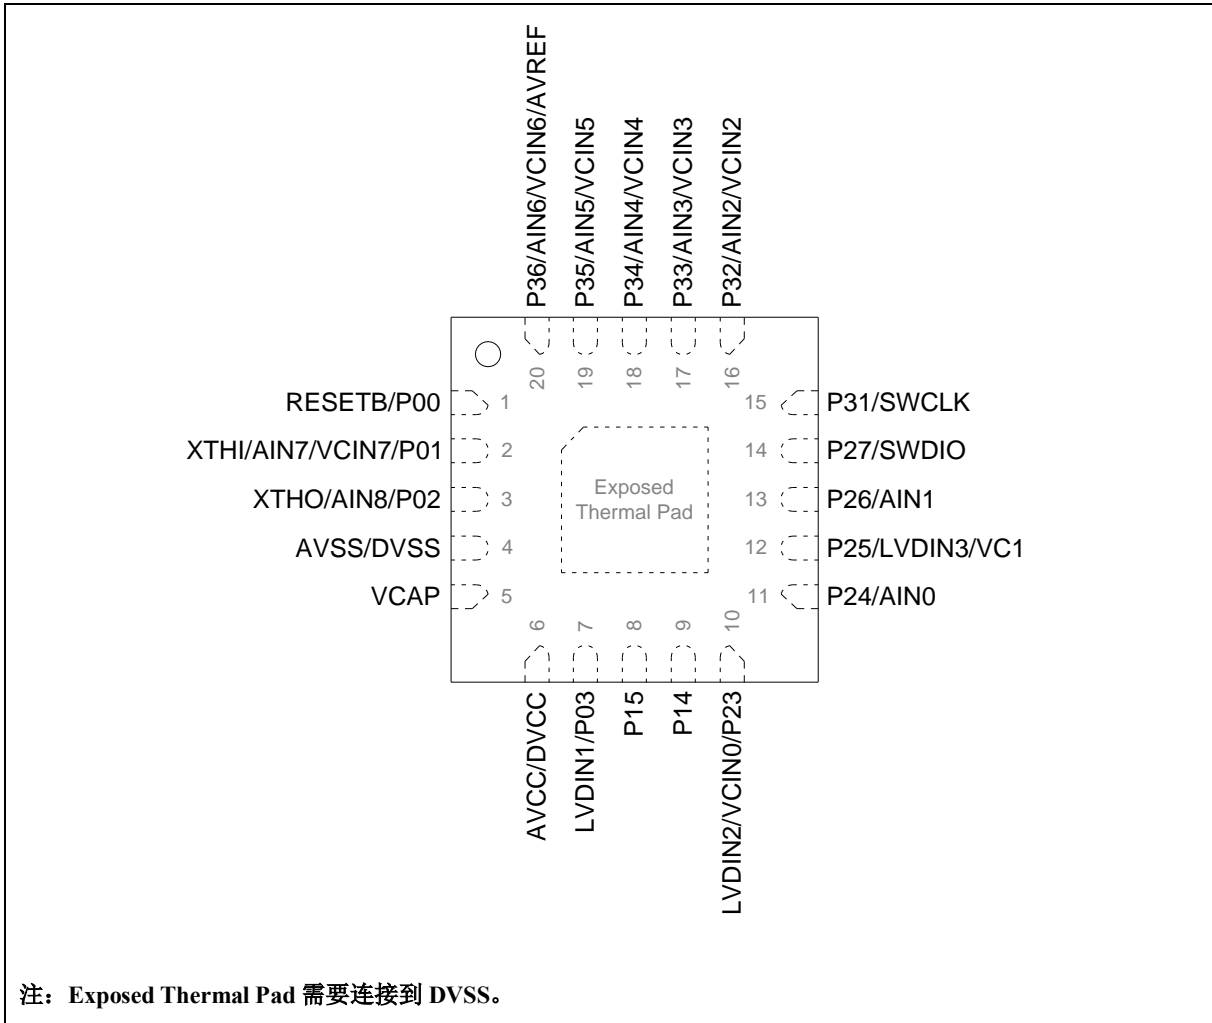 P36/AIN6/VCIN6/AVREF
P35/AIN5/VCIN5
P34/AIN4/VCIN4
P33/AIN3/VCIN3
P32/AIN2/VCIN2
20
19
18
17
16
RESETB/P00
1
15
P31/SWCLK
XTHI/AIN7/VCIN7/P01
2
14
P27/SWDIO
XTHO/AIN8/P02
3
Exposed
Thermal Pad
13
P26/AIN1
AVSS/DVSS
4
12
P25/LVDIN3/VC1
VCAP
5
11
P24/AIN0
6
7
8
9
10
AVCC/DVCC
LVDIN1/P03
P15
P14
LVDIN2/VCIN0/P23
注：Exposed Thermal Pad 需要连接到 DVSS。